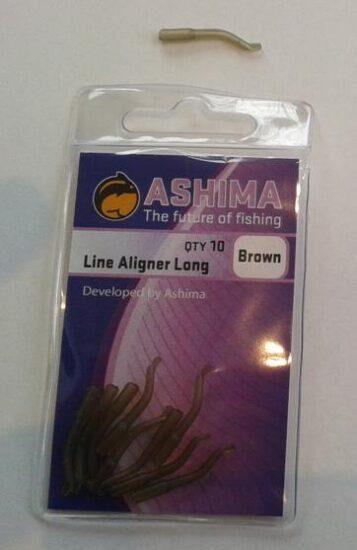 ASHIMA
The future of fishing
QTY 10
Line Aligner Long
Brown
Developed by Ashima